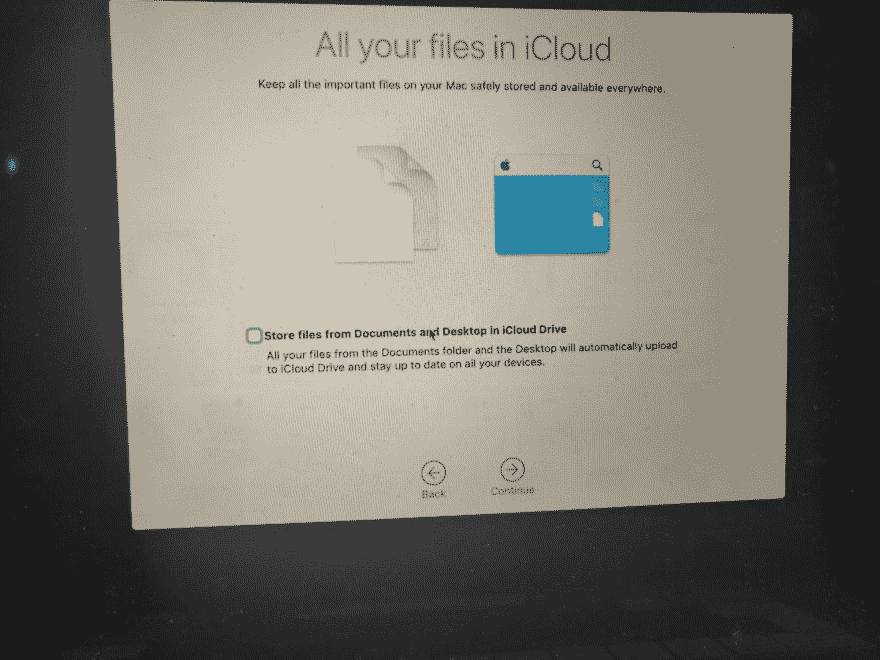 All your files in iCloud
Keep all the important files on your Mac safely stored and available everywhere.
Store files from Documents and Desktop in iCloud Drive
All your files from the Documents folder and the Desktop will automatically upload
to iCloud Drive and stay up to date on all your devices.
Back
Continue